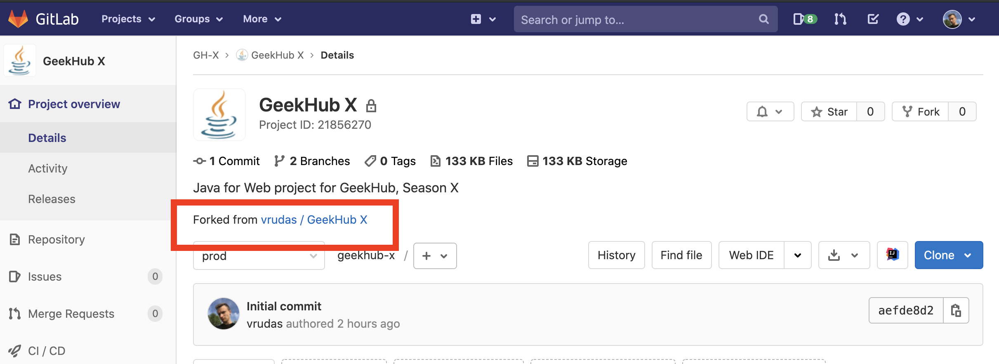 GitLab Projects Groups More Search or jump to... 8
GeekHub X
Project overview
Details
Activity
Releases
Repository
Issues 0
Merge Requests 0
CI / CD
GH-X > GeekHub X > Details
GeekHub X
Project ID: 21856270
Star 0 Fork 0
1 Commit 2 Branches 0 Tags 133 KB Files 133 KB Storage
Java for Web project for GeekHub, Season X
Forked from vrudas / GeekHub X
prod geekhub-x / + History Find file Web IDE IJ Clone
Initial commit
vrudas authored 2 hours ago
aefde8d2